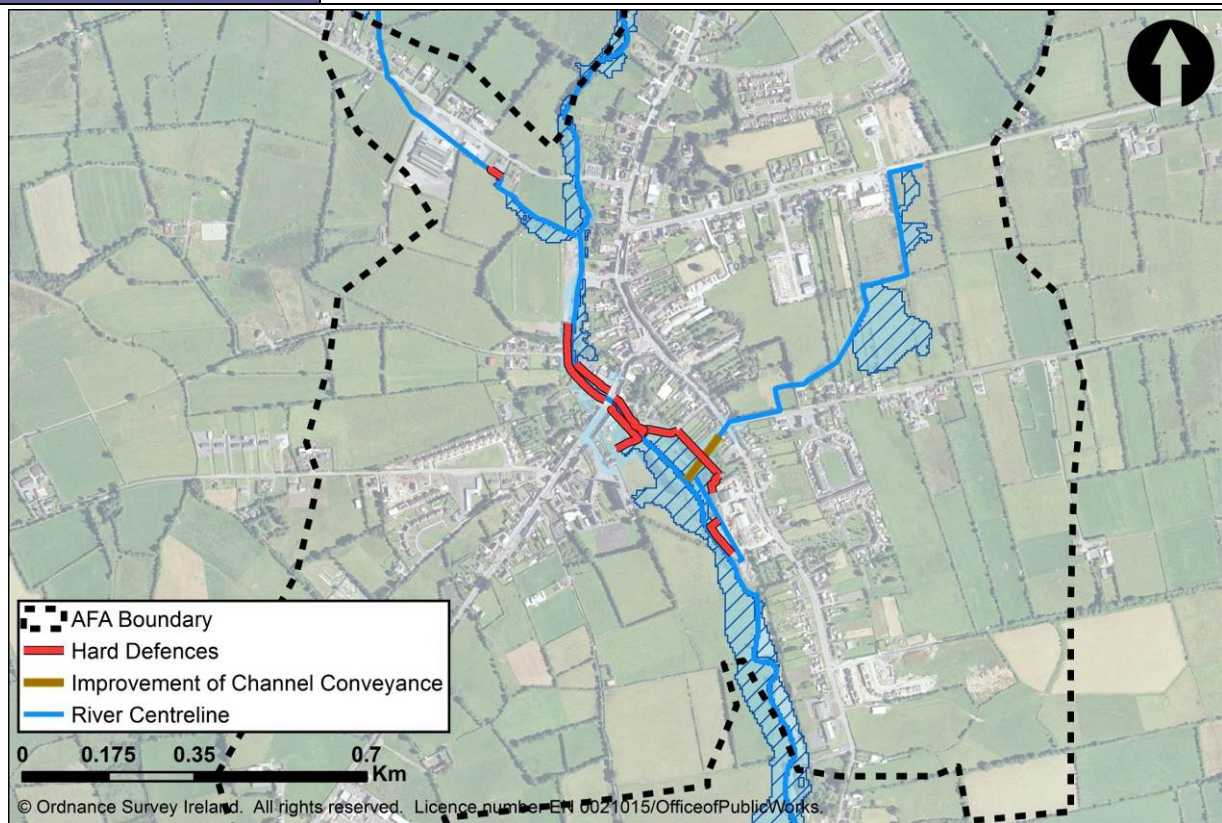 AFA Boundary
Hard Defences
Improvement of Channel Conveyance
River Centreline
0 0.175 0.35 0.7
Km
© Ordnance Survey Ireland. All rights reserved. Licence number EN 0021015/OfficeofPublicWorks.